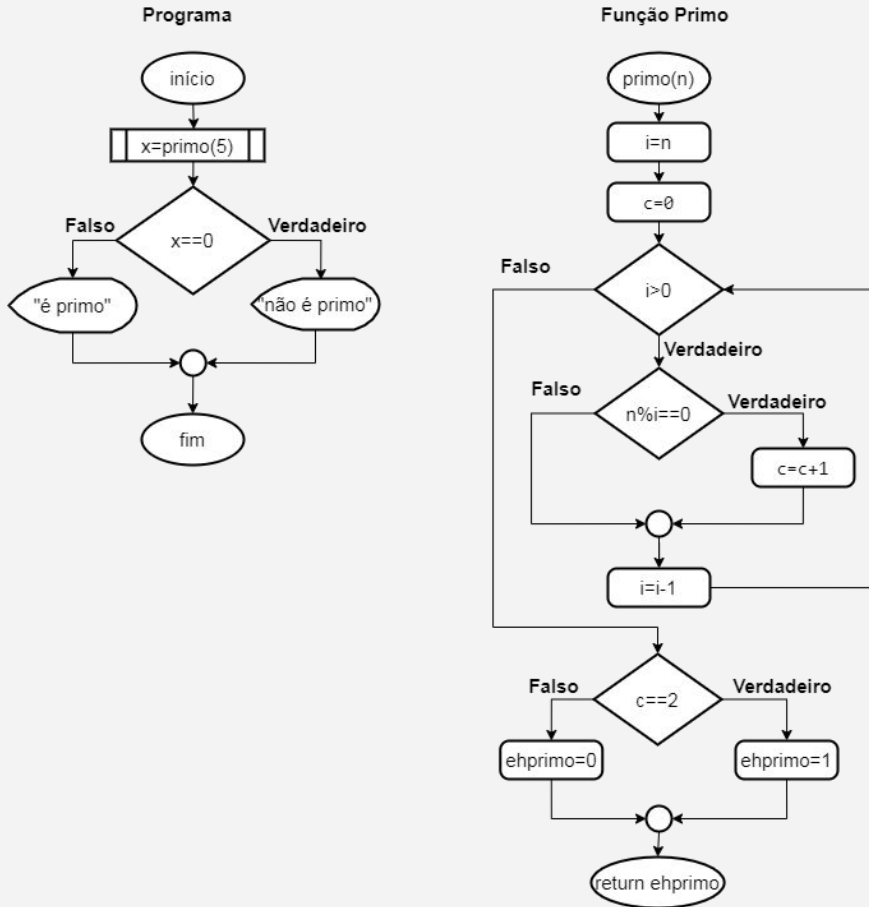 Programa
início
x=primo(5)
Falso
Verdadeiro
x==0
"é primo"
"não é primo"
fim
Função Primo
primo(n)
i=n
c=0
Falso
i>0
Verdadeiro
Falso
n%i==0
Verdadeiro
c=c+1
i=i-1
Falso
c==2
Verdadeiro
ehprimo=0
ehprimo=1
return ehprimo